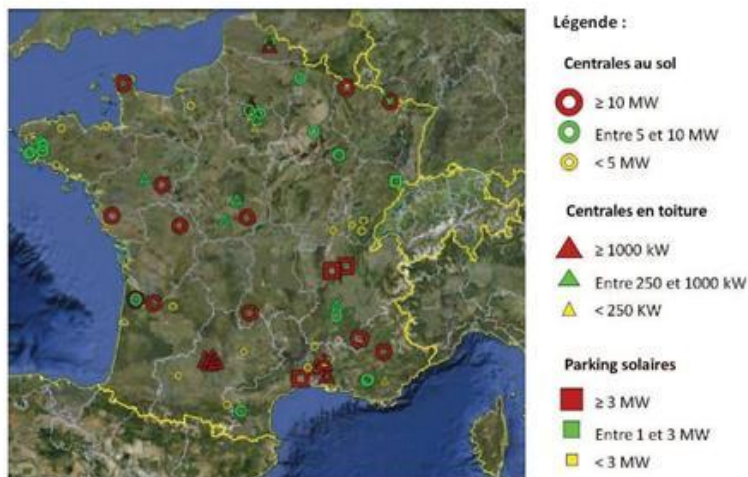 Légende :
Centrales au sol
≥ 10 MW
Entre 5 et 10 MW
< 5 MW
Centrales en toiture
≥ 1000 kW
Entre 250 et 1000 kW
< 250 KW
Parking solaires
≥ 3 MW
Entre 1 et 3 MW
< 3 MW